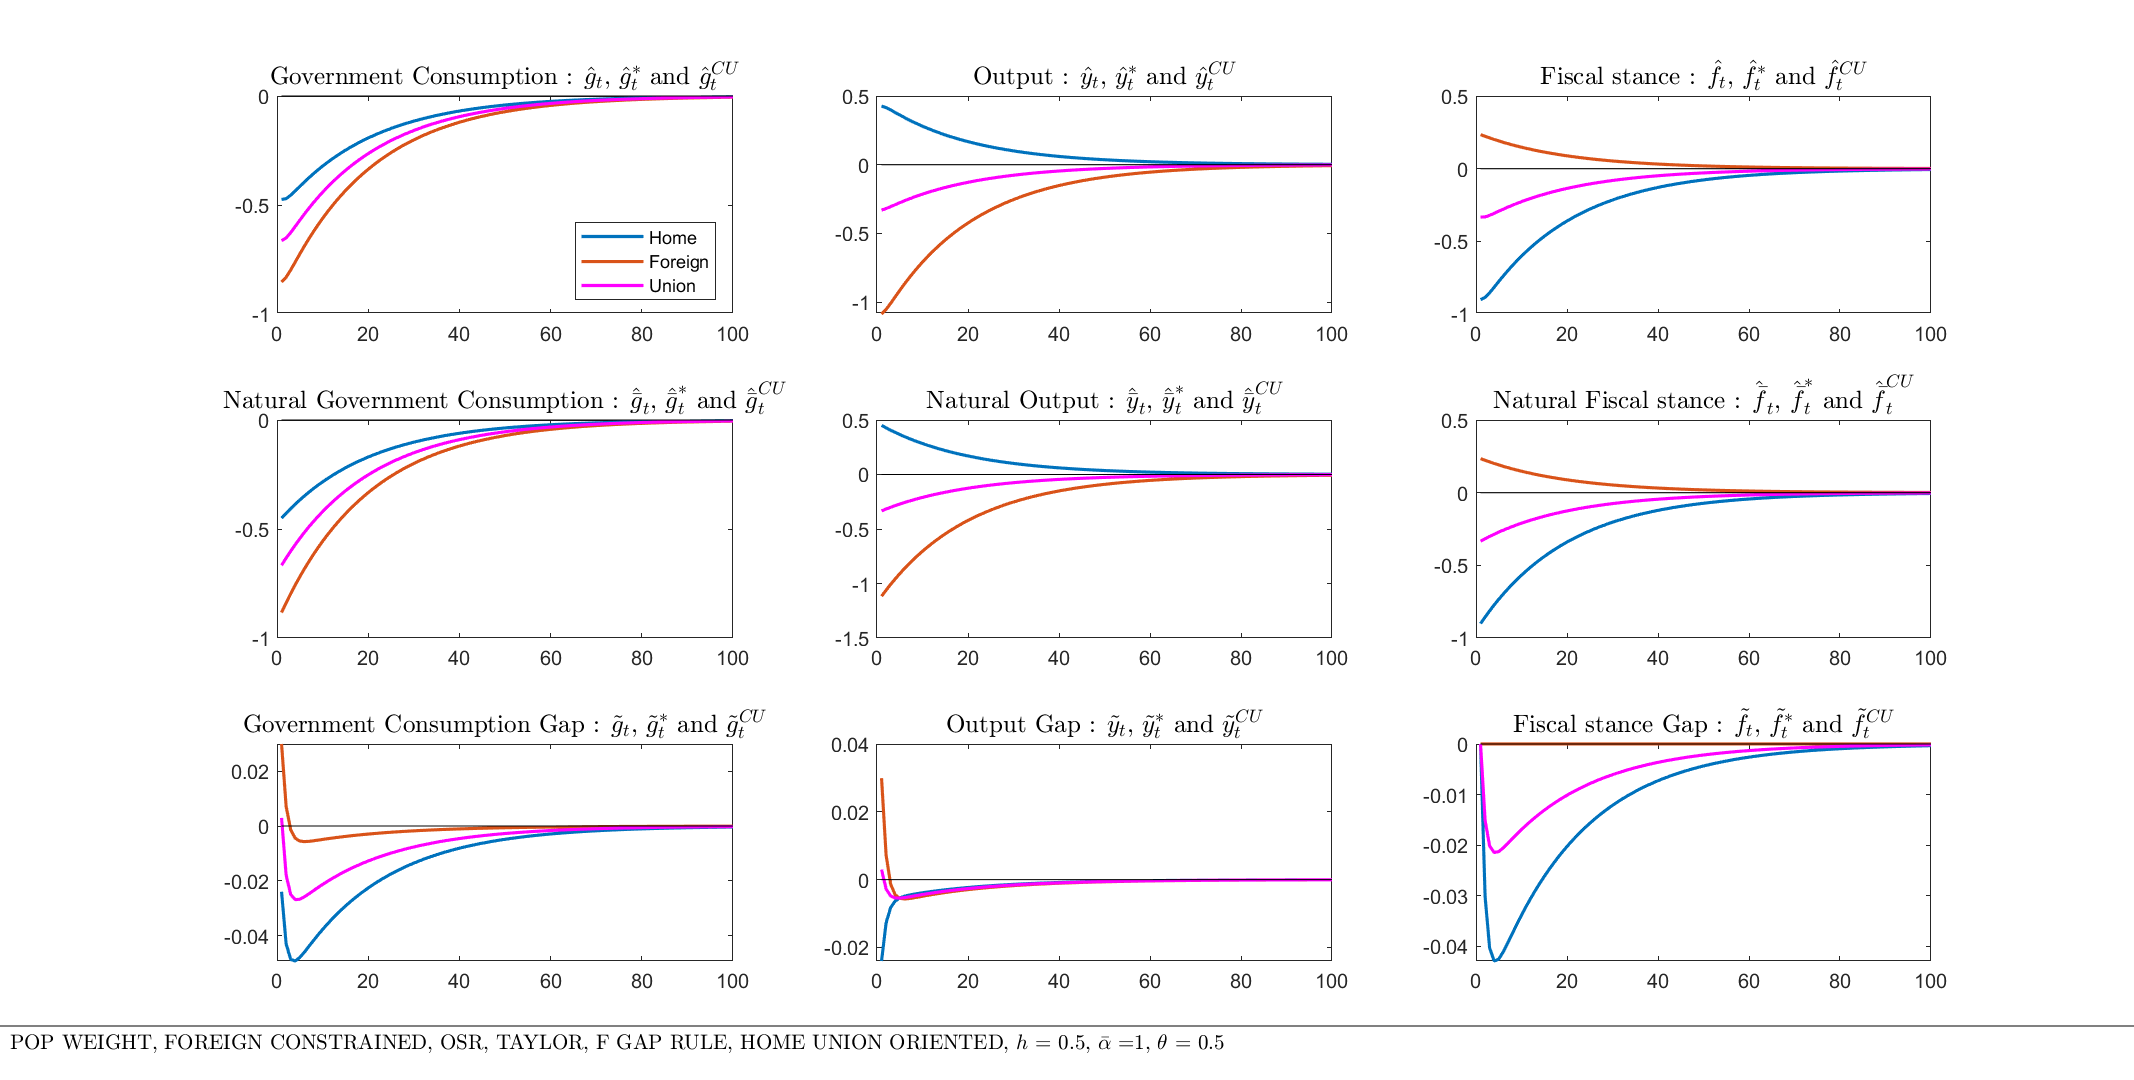 Government Consumption : ĝₜ, ĝₜ* and ĝₜᶜᵁ
Output : ŷₜ, ŷₜ* and ŷₜᶜᵁ
Fiscal stance : f̂ₜ, f̂ₜ* and f̂ₜᶜᵁ
0
-0.5
-1
0 20 40 60 80 100
Home
Foreign
Union
0.5
0
-0.5
-1
0 20 40 60 80 100
0.5
0
-0.5
-1
0 20 40 60 80 100
Natural Government Consumption : ḡ̂ₜ, ḡ̂ₜ* and ḡ̂ₜᶜᵁ
Natural Output : ȳ̂ₜ, ȳ̂ₜ* and ȳ̂ₜᶜᵁ
Natural Fiscal stance : f̄̂ₜ, f̄̂ₜ* and f̄̂ₜᶜᵁ
0
-0.5
-1
0 20 40 60 80 100
0.5
0
-0.5
-1
-1.5
0 20 40 60 80 100
0.5
0
-0.5
-1
0 20 40 60 80 100
Government Consumption Gap : g̃ₜ, g̃ₜ* and g̃ₜᶜᵁ
Output Gap : ỹₜ, ỹₜ* and ỹₜᶜᵁ
Fiscal stance Gap : f̃ₜ, f̃ₜ* and f̃ₜᶜᵁ
0.02
0
-0.02
-0.04
0 20 40 60 80 100
0.04
0.02
0
-0.02
0 20 40 60 80 100
0
-0.01
-0.02
-0.03
-0.04
0 20 40 60 80 100
POP WEIGHT, FOREIGN CONSTRAINED, OSR, TAYLOR, F GAP RULE, HOME UNION ORIENTED, h = 0.5, ᾱ =1, θ = 0.5